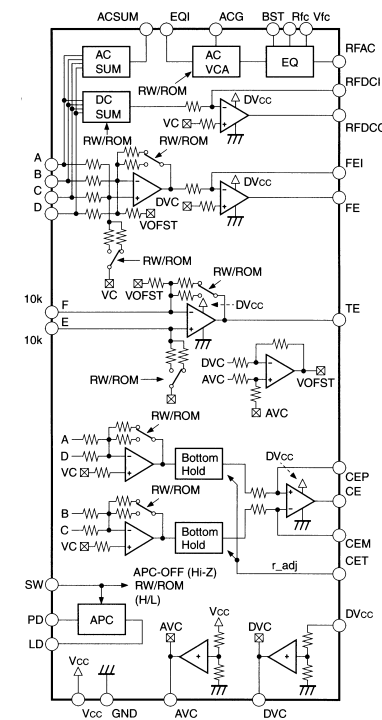 ACSUM EQI ACG BST Rfc Vfc
AC SUM
AC VCA
EQ
RFAC
RW/ROM
RFDCI
DC SUM
DVcc
VC
RW/ROM
RFDCO
A
B
C
D
RW/ROM
FEI
DVcc
DVC
FE
VOFST
RW/ROM
VC
VOFST
RW/ROM
10k
F
DVcc
TE
E
10k
RW/ROM
DVC
AVC
VOFST
AVC
RW/ROM
A
D
VC
Bottom Hold
DVcc
CEP
CE
RW/ROM
B
C
VC
Bottom Hold
CEM
r_adj
CET
SW
APC-OFF (Hi-Z)
RW/ROM
(H/L)
PD
APC
LD
AVC
Vcc
DVC
DVcc
Vcc
Vcc GND AVC DVC